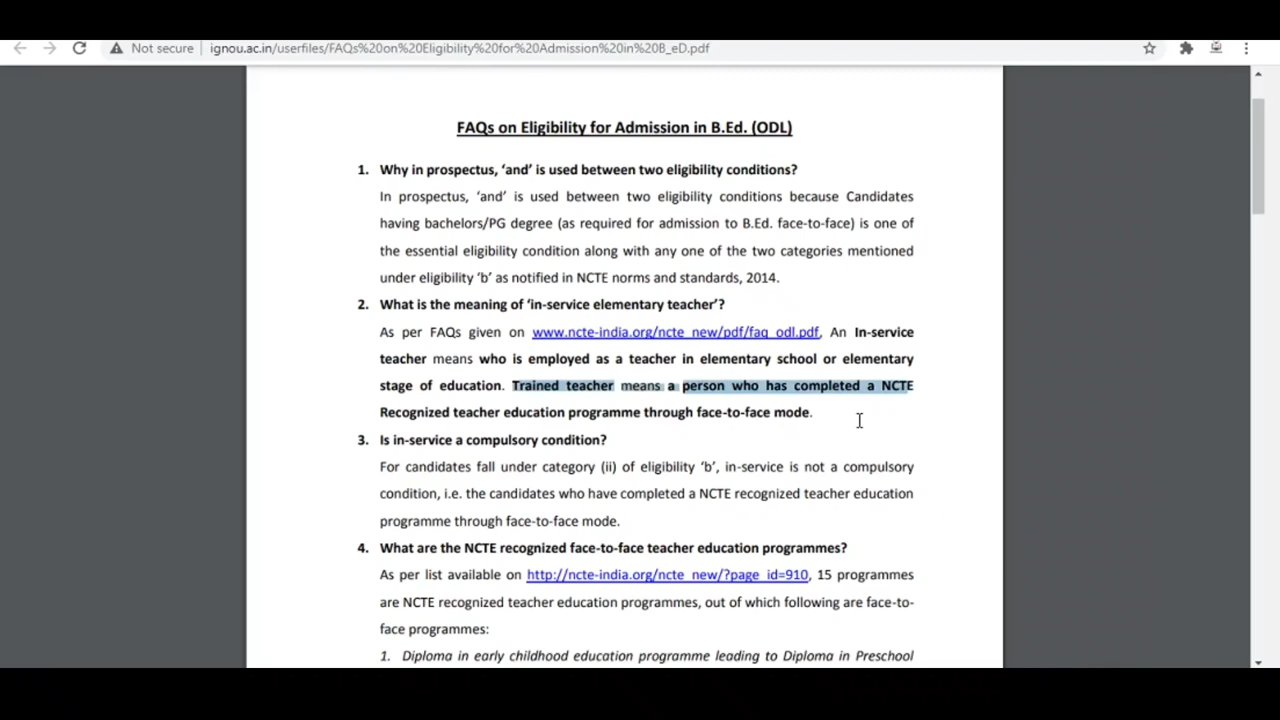 Not secure | ignou.ac.in/userfiles/FAQs%20on%20Eligibility%20for%20Admission%20in%20B_eD.pdf
FAQs on Eligibility for Admission in B.Ed. (ODL)
1. Why in prospectus, ‘and’ is used between two eligibility conditions?
In prospectus, ‘and’ is used between two eligibility conditions because Candidates
having bachelors/PG degree (as required for admission to B.Ed. face-to-face) is one of
the essential eligibility condition along with any one of the two categories mentioned
under eligibility ‘b’ as notified in NCTE norms and standards, 2014.
2. What is the meaning of ‘in-service elementary teacher’?
As per FAQs given on www.ncte-india.org/ncte_new/pdf/faq_odl.pdf, An In-service
teacher means who is employed as a teacher in elementary school or elementary
stage of education. Trained teacher means a person who has completed a NCTE
Recognized teacher education programme through face-to-face mode.
3. Is in-service a compulsory condition?
For candidates fall under category (ii) of eligibility ‘b’, in-service is not a compulsory
condition, i.e. the candidates who have completed a NCTE recognized teacher education
programme through face-to-face mode.
4. What are the NCTE recognized face-to-face teacher education programmes?
As per list available on http://ncte-india.org/ncte_new/?page_id=910, 15 programmes
are NCTE recognized teacher education programmes, out of which following are face-to-
face programmes:
1. Diploma in early childhood education programme leading to Diploma in Preschool